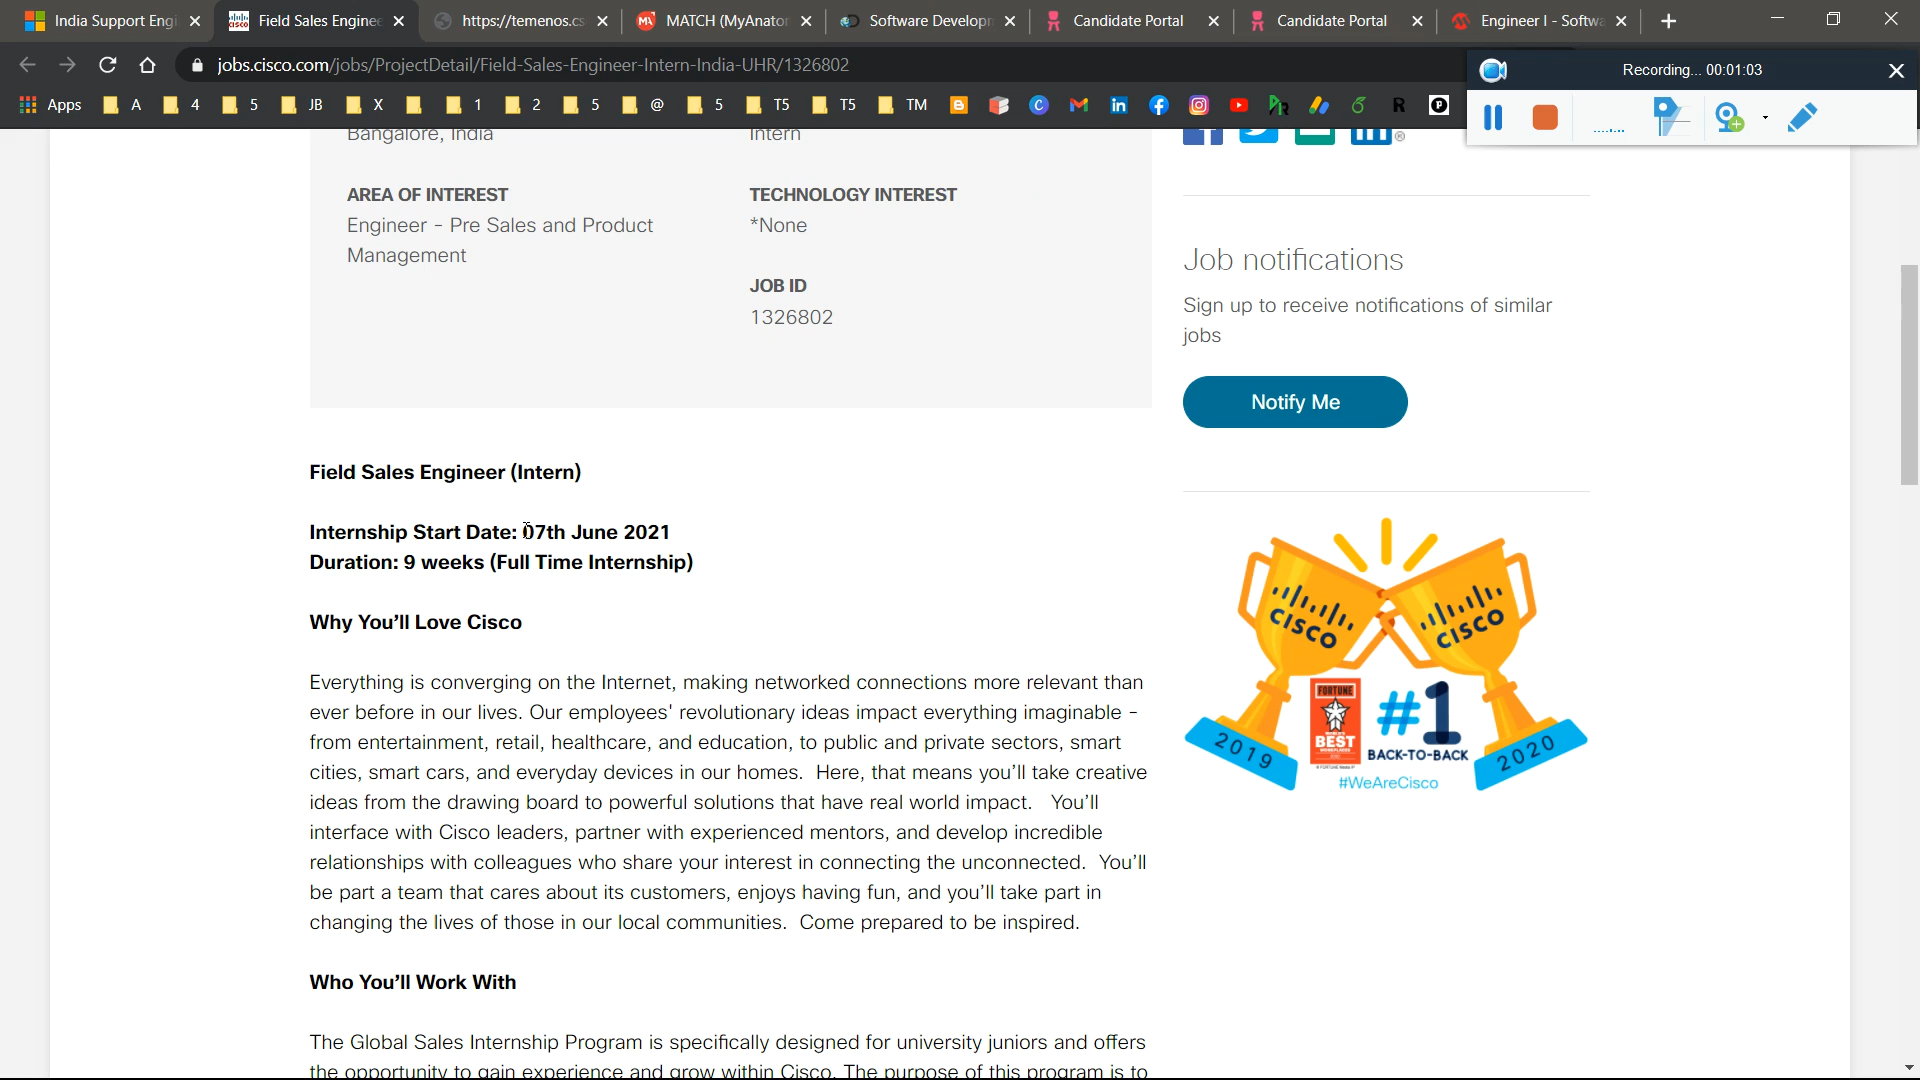 India Support Engi
Field Sales Enginee
https://temenos.cs
MATCH (MyAnator
Software Developn
Candidate Portal
Candidate Portal
Engineer I - Softwa
jobs.cisco.com/jobs/ProjectDetail/Field-Sales-Engineer-Intern-India-UHR/1326802
Recording... 00:01:03
Apps A 4 5 JB X 1 2 5 @ 5 T5 T5 TM
Bangalore, India
Intern
AREA OF INTEREST
Engineer - Pre Sales and Product
Management
TECHNOLOGY INTEREST
*None
JOB ID
1326802
Job notifications
Sign up to receive notifications of similar
jobs
Notify Me
Field Sales Engineer (Intern)
Internship Start Date: 07th June 2021
Duration: 9 weeks (Full Time Internship)
Why You'll Love Cisco
Everything is converging on the Internet, making networked connections more relevant than
ever before in our lives. Our employees' revolutionary ideas impact everything imaginable -
from entertainment, retail, healthcare, and education, to public and private sectors, smart
cities, smart cars, and everyday devices in our homes. Here, that means you'll take creative
ideas from the drawing board to powerful solutions that have real world impact. You'll
interface with Cisco leaders, partner with experienced mentors, and develop incredible
relationships with colleagues who share your interest in connecting the unconnected. You'll
be part a team that cares about its customers, enjoys having fun, and you'll take part in
changing the lives of those in our local communities. Come prepared to be inspired.
Who You'll Work With
The Global Sales Internship Program is specifically designed for university juniors and offers
the opportunity to gain experience and grow within Cisco. The purpose of this program is to
CISCO
CISCO
FORTUNE
BEST
#1
BACK-TO-BACK
2019
2020
#WeAreCisco